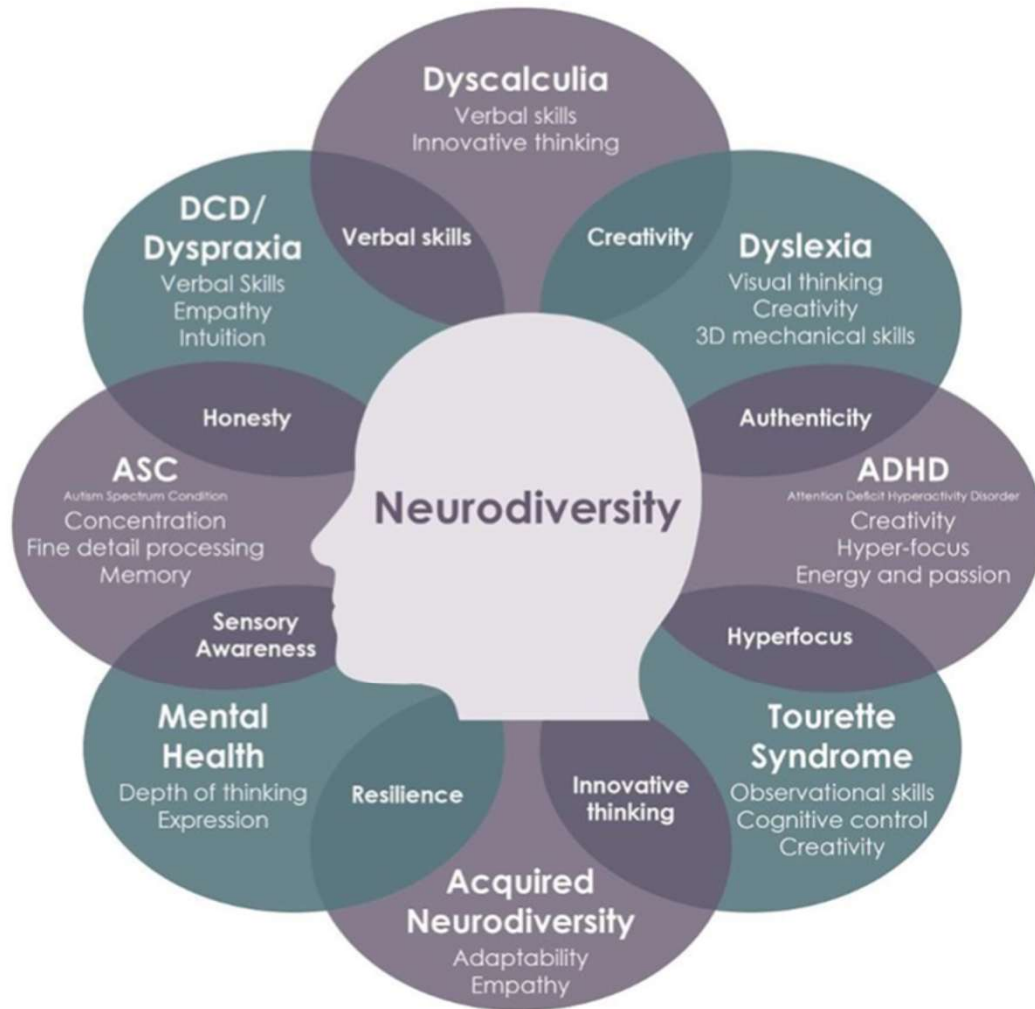 Dyscalculia
Verbal skills
Innovative thinking
Verbal skills
Creativity
DCD/
Dyspraxia
Verbal Skills
Empathy
Intuition
Dyslexia
Visual thinking
Creativity
3D mechanical skills
Honesty
Authenticity
ASC
Autism Spectrum Condition
Concentration
Fine detail processing
Memory
Neurodiversity
ADHD
Attention Deficit Hyperactivity Disorder
Creativity
Hyper-focus
Energy and passion
Sensory
Awareness
Hyperfocus
Mental
Health
Depth of thinking
Expression
Resilience
Innovative
thinking
Tourette
Syndrome
Observational skills
Cognitive control
Creativity
Acquired
Neurodiversity
Adaptability
Empathy